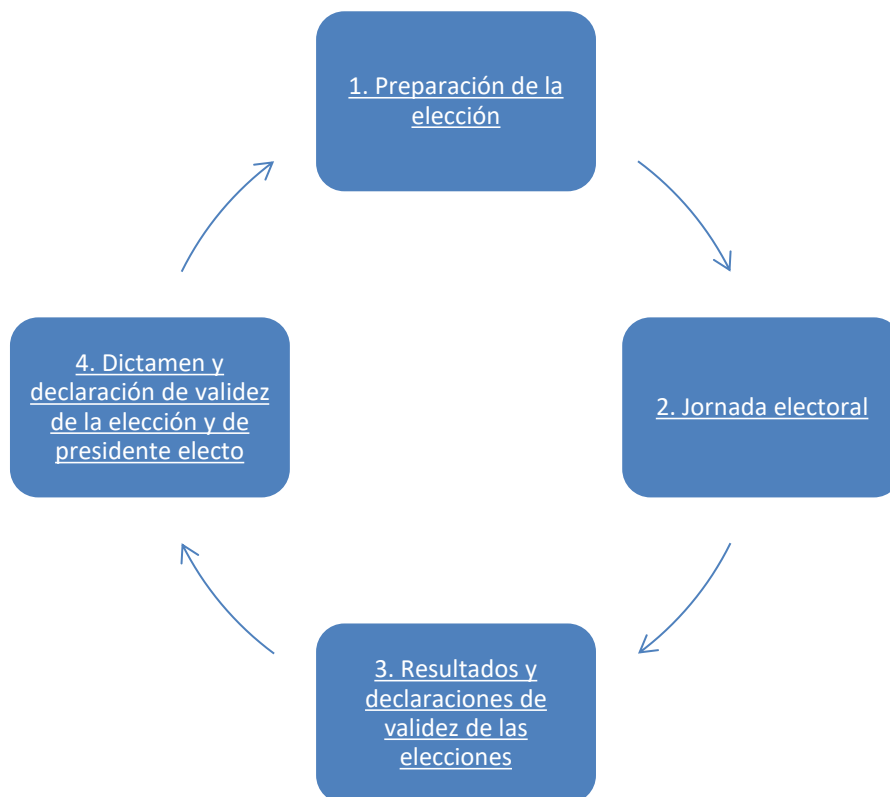 1. Preparación de la
elección
2. Jornada electoral
3. Resultados y
declaraciones de
validez de las
elecciones
4. Dictamen y
declaración de validez
de la elección y de
presidente electo